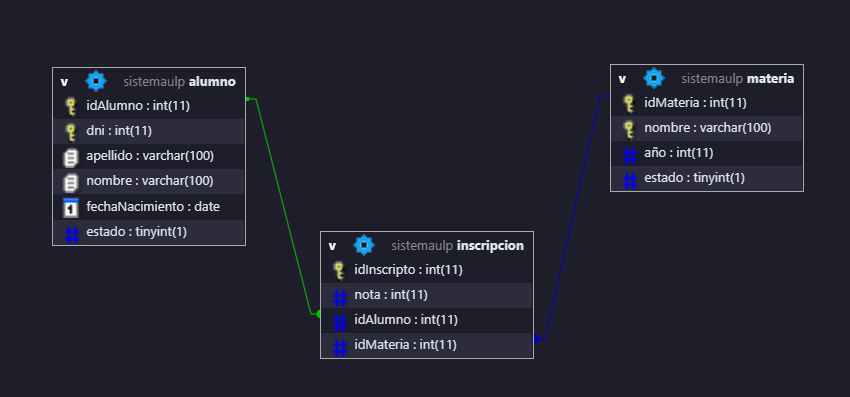 v sistemaulp alumno
idAlumno : int(11)
dni : int(11)
apellido : varchar(100)
nombre : varchar(100)
1 fechaNacimiento : date
# estado : tinyint(1)
v sistemaulp inscripcion
idInscripto : int(11)
# nota : int(11)
# idAlumno : int(11)
# idMateria : int(11)
v sistemaulp materia
idMateria : int(11)
nombre : varchar(100)
# año : int(11)
# estado : tinyint(1)